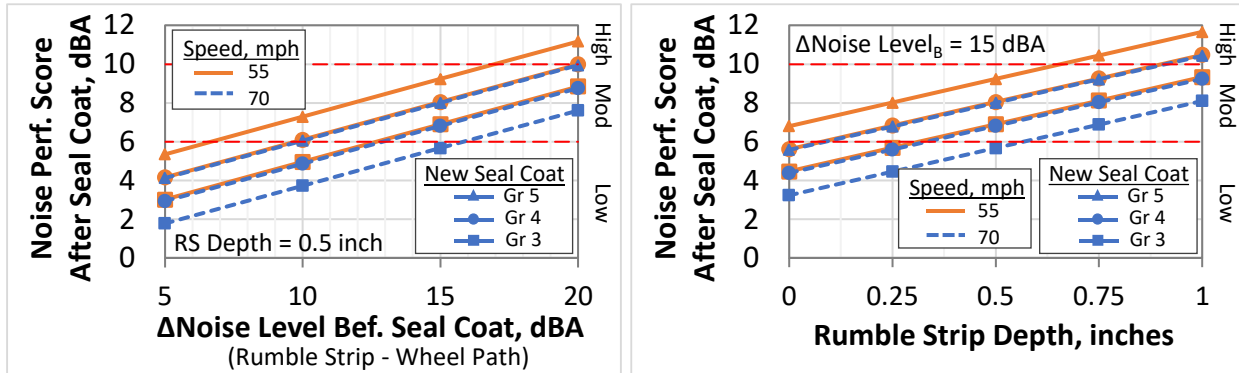 Noise Perf. Score
After Seal Coat, dBA
12
10
8
6
4
2
0
Speed, mph
55
70
New Seal Coat
Gr 5
Gr 4
Gr 3
RS Depth = 0.5 inch
High
Mod
Low
5
10
15
20
ΔNoise Level Bef. Seal Coat, dBA
(Rumble Strip - Wheel Path)
Noise Perf. Score
After Seal Coat, dBA
12
10
8
6
4
2
0
ΔNoise Level_B = 15 dBA
Speed, mph
55
70
New Seal Coat
Gr 5
Gr 4
Gr 3
High
Mod
Low
0
0.25
0.5
0.75
1
Rumble Strip Depth, inches